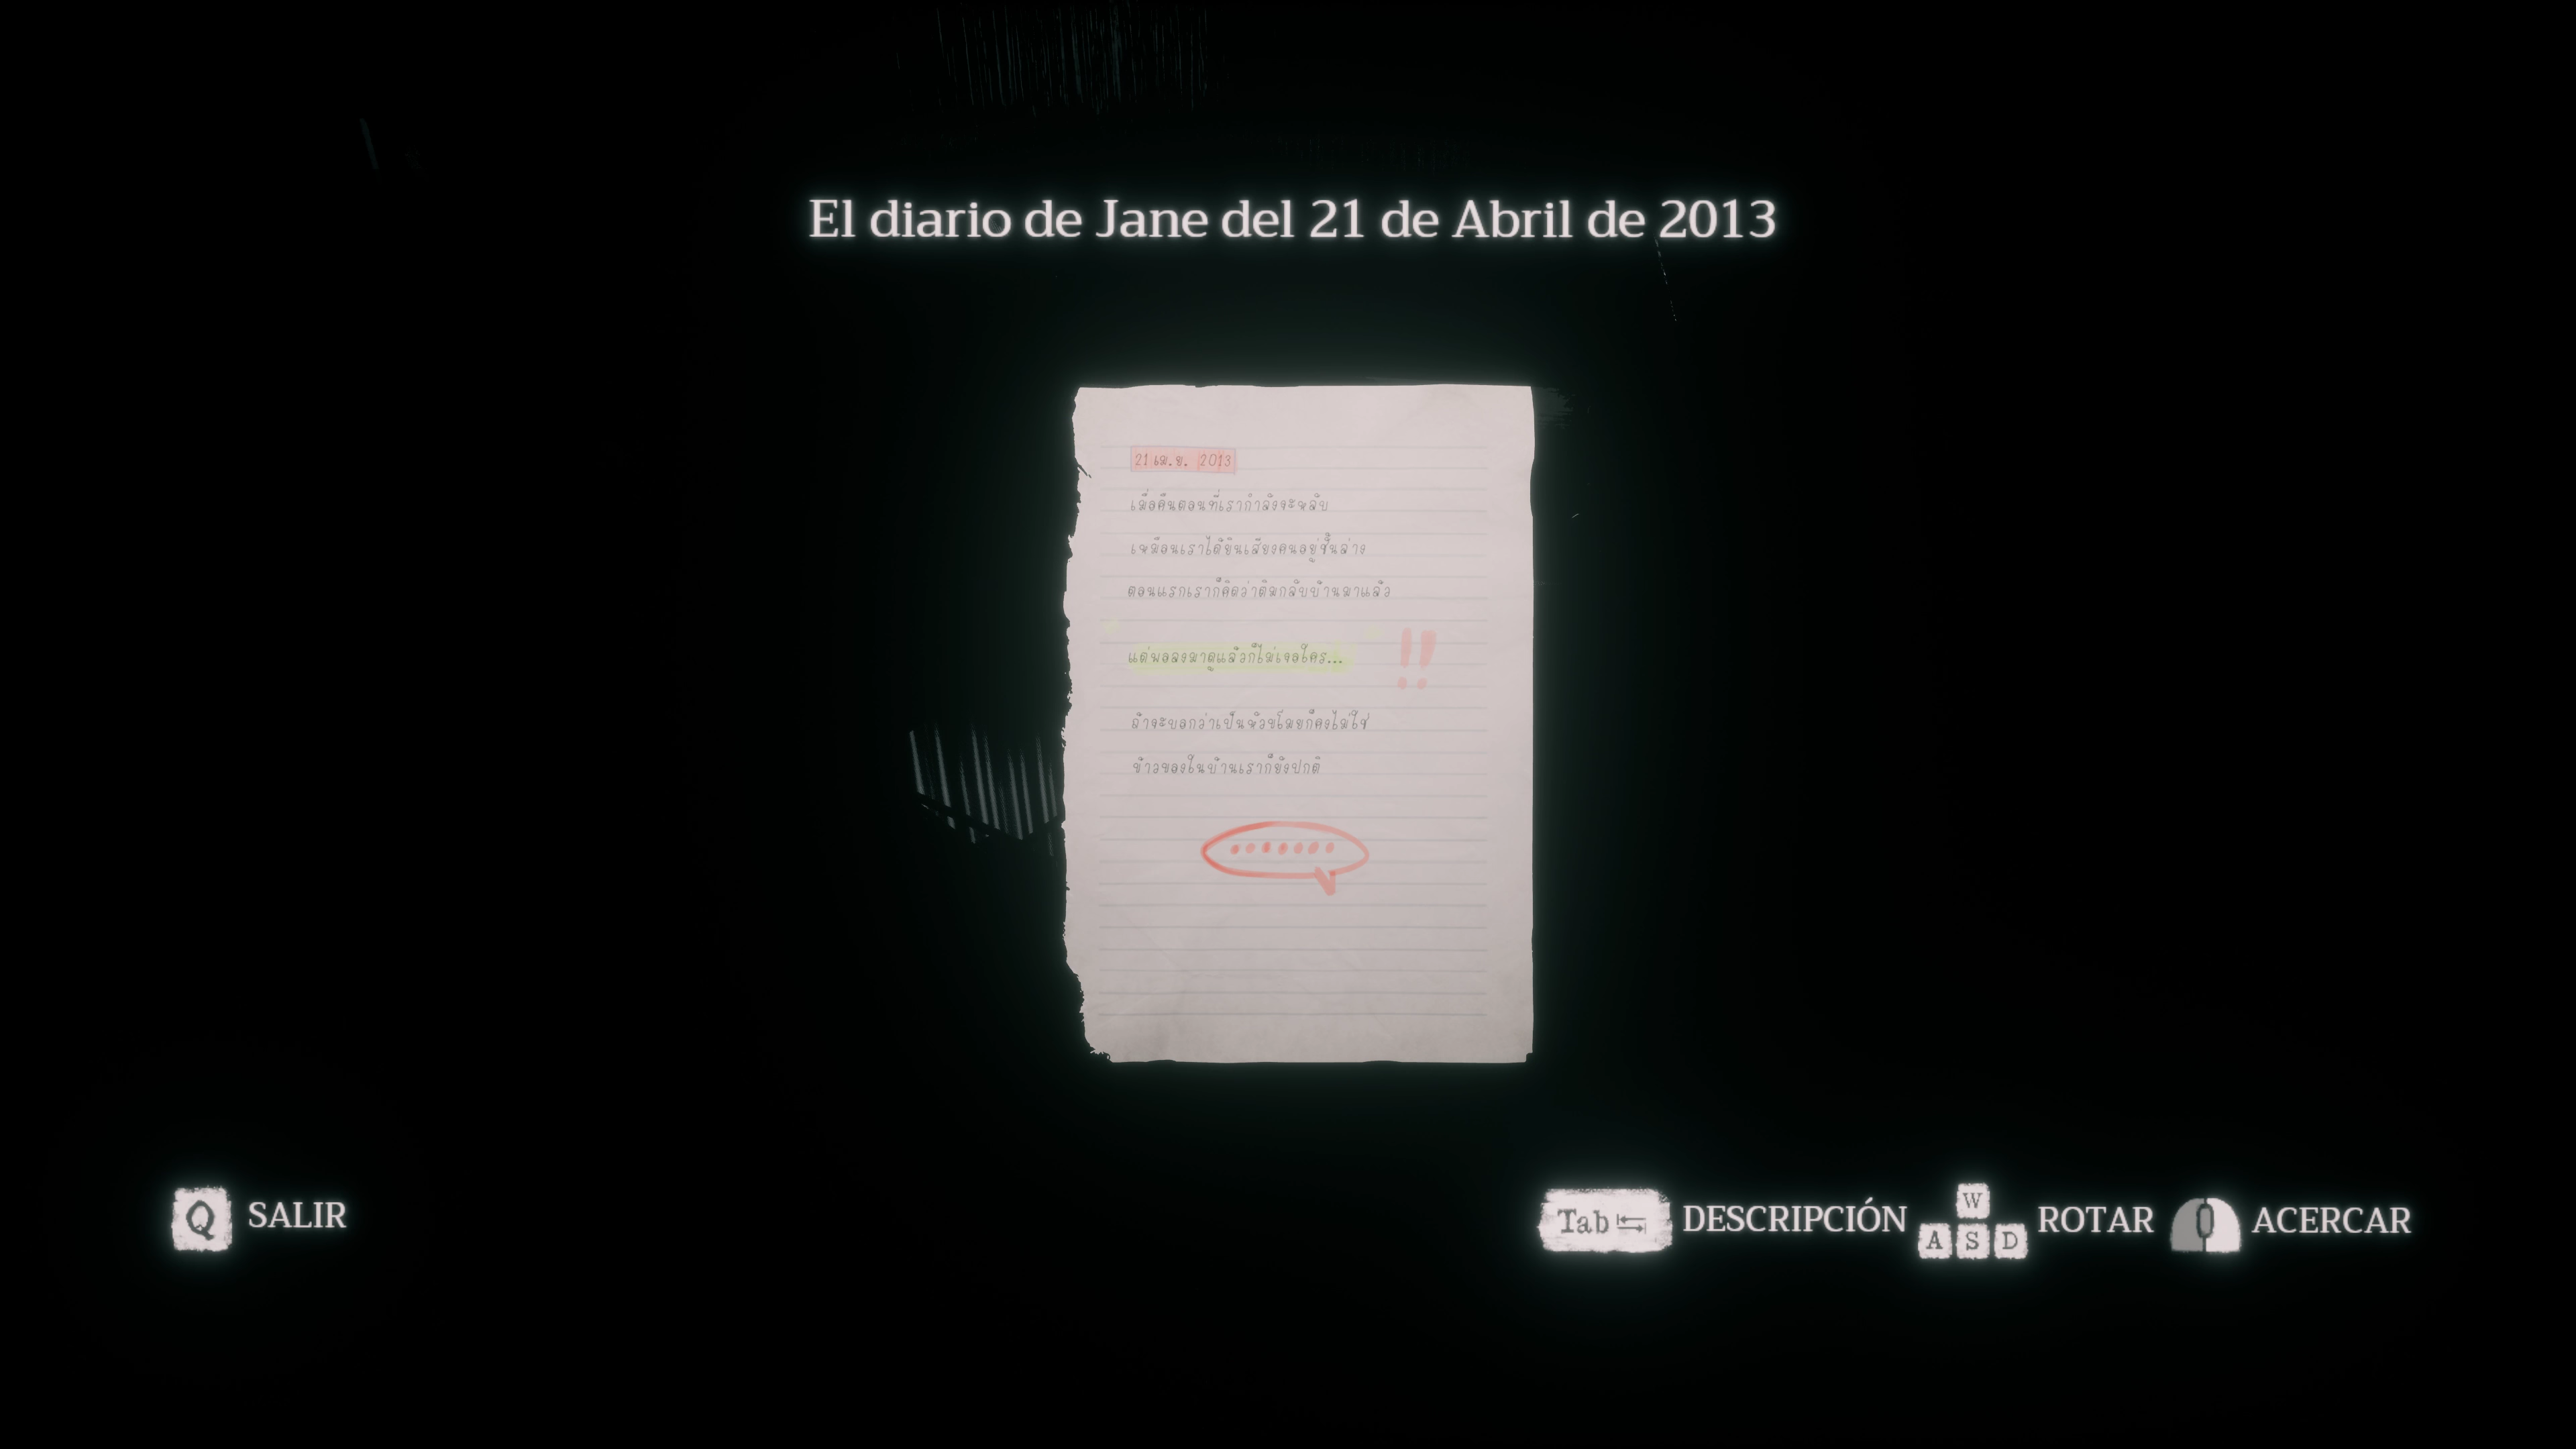 El diario de Jane del 21 de Abril de 2013
21 เม.ย. 2013
เมื่อคืนตอนที่เรากำลังจะหลับ
เหมือนเราได้ยินเสียงคนอยู่ชั้นล่าง
ตอนแรกเราก็คิดว่าติมกลับบ้านมาแล้ว
แต่พอลงมาดูแล้วก็ไม่เจอใคร...
!!
ถ้าจะบอกว่าเป็นหัวขโมยก็คงไม่ใช่
ข้าวของในบ้านเราก็ยังปกติ
.......
Q SALIR
Tab DESCRIPCIÓN W A S D ROTAR ACERCAR